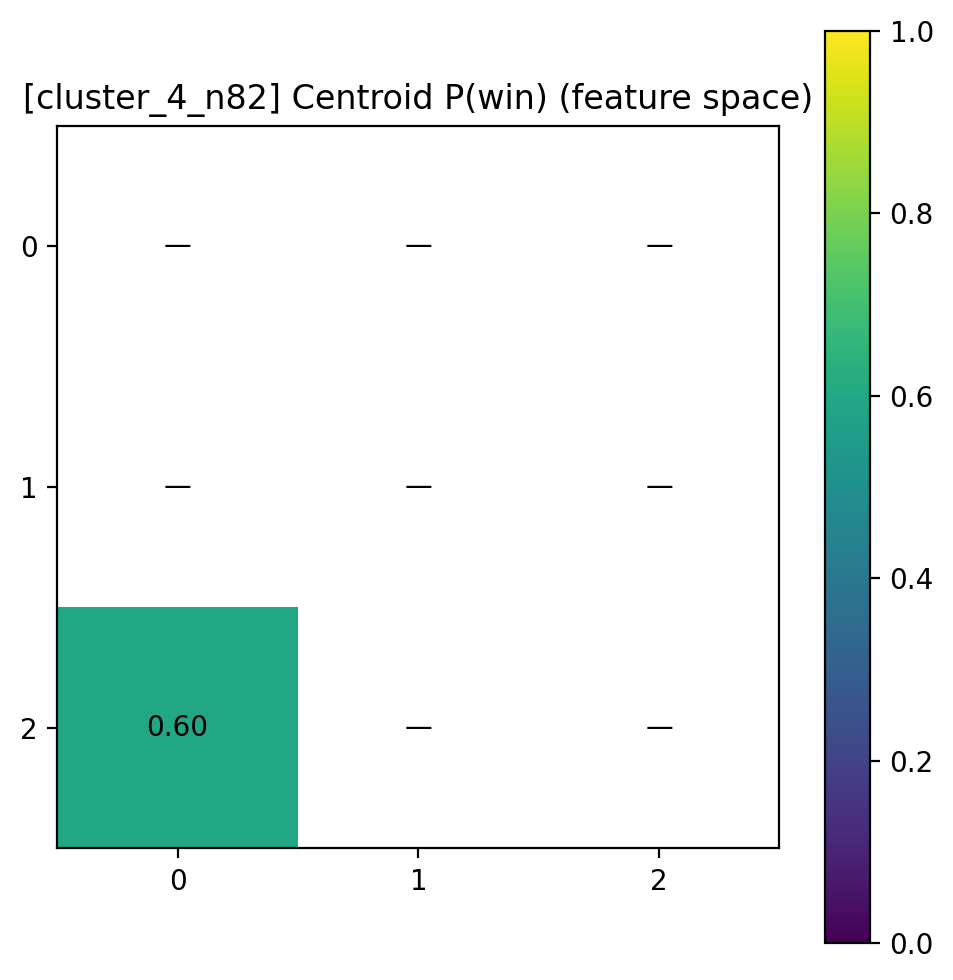 [cluster_4_n82] Centroid P(win) (feature space)
1.0
0.8
0.6
0.4
0.2
0.0
0 — — —
1 — — —
2 0.60 — —
0 1 2